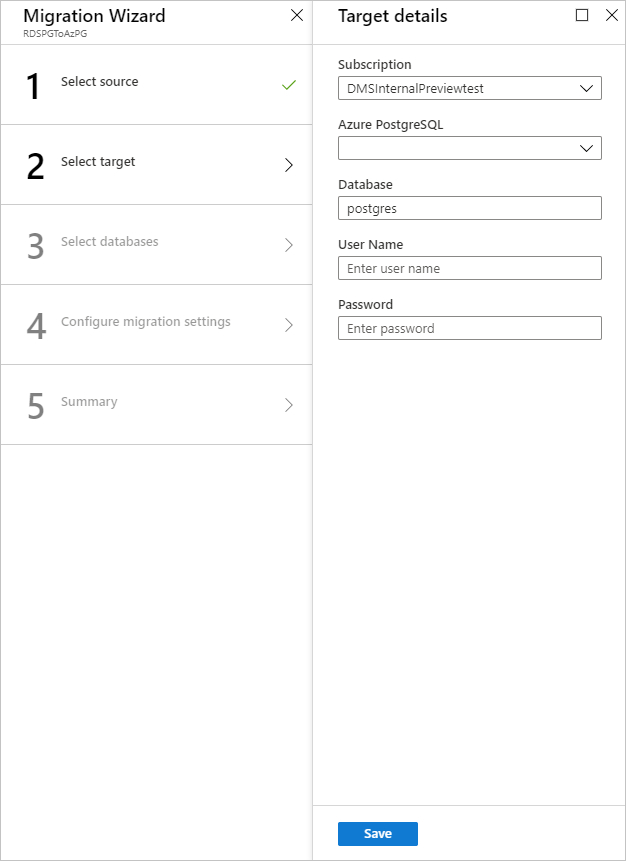 Migration Wizard
RDSPGToAzPG
1 Select source
2 Select target
3 Select databases
4 Configure migration settings
5 Summary
Target details
Subscription
DMSInternalPreviewtest
Azure PostgreSQL
Database
postgres
User Name
Enter user name
Password
Enter password
Save